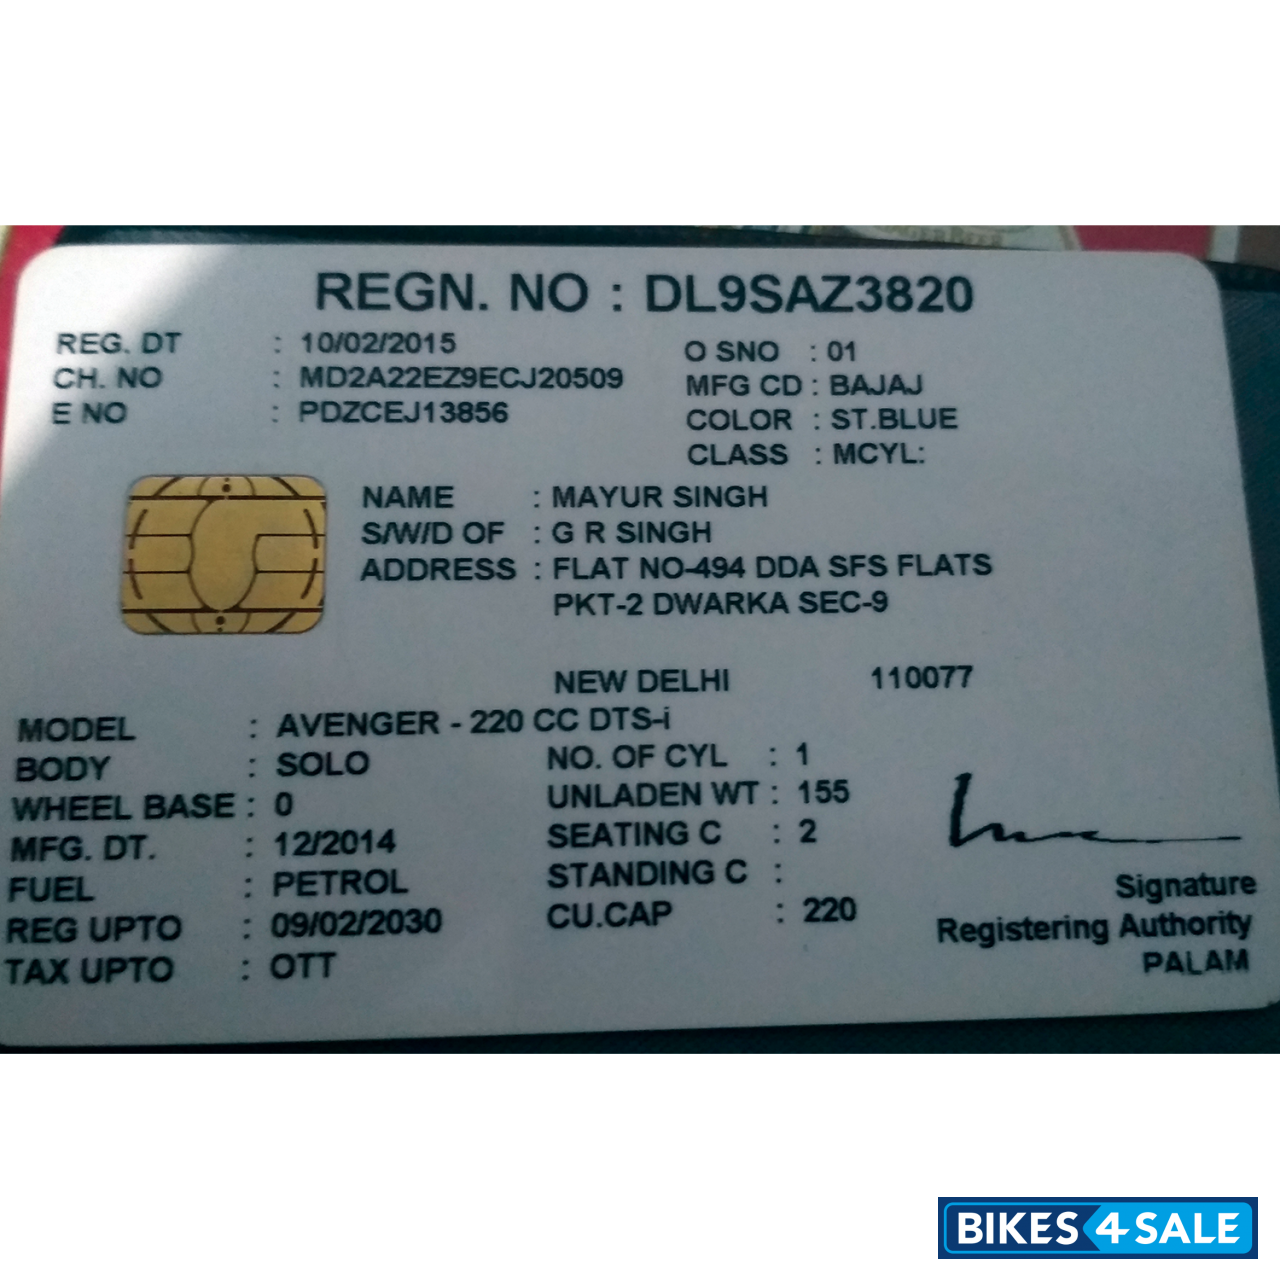 REGN. NO : DL9SAZ3820
REG. DT : 10/02/2015
O SNO : 01
CH. NO : MD2A22EZ9ECJ20509
MFG CD : BAJAJ
E NO : PDZCEJ13856
COLOR : ST.BLUE
CLASS : MCYL:
NAME : MAYUR SINGH
S/W/D OF : G R SINGH
ADDRESS : FLAT NO-494 DDA SFS FLATS
PKT-2 DWARKA SEC-9
NEW DELHI 110077
MODEL : AVENGER - 220 CC DTS-i
BODY : SOLO
NO. OF CYL : 1
WHEEL BASE : 0
UNLADEN WT : 155
MFG. DT. : 12/2014
SEATING C : 2
FUEL : PETROL
STANDING C :
REG UPTO : 09/02/2030
CU.CAP : 220
TAX UPTO : OTT
Signature
Registering Authority
PALAM
BIKES4SALE